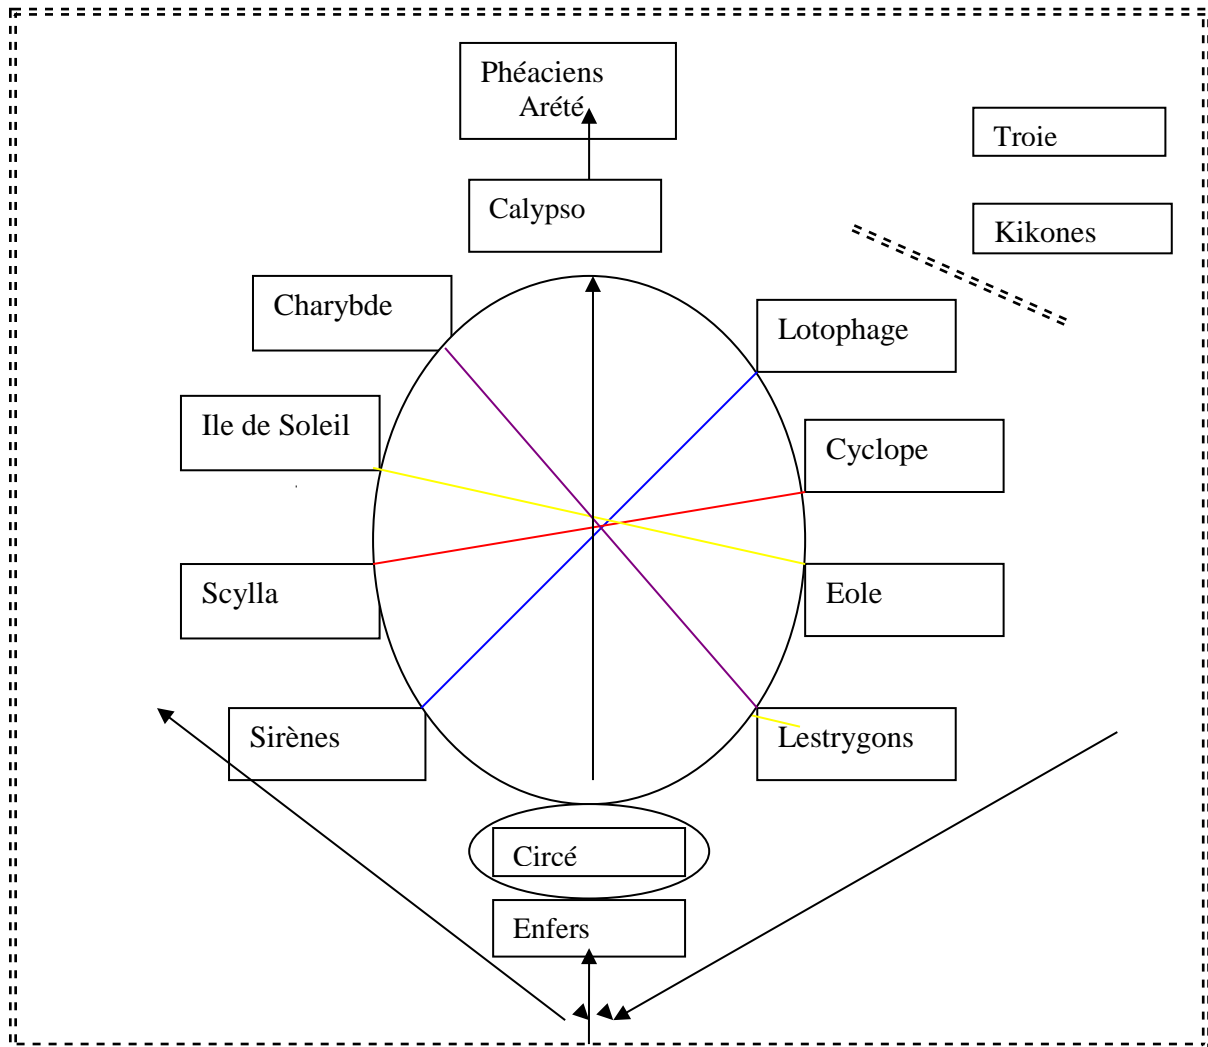 Phéaciens
Arété
Troie
Calypso
Kikones
Charybde
Lotophage
Ile de Soleil
Cyclope
Scylla
Eole
Sirènes
Lestrygons
Circé
Enfers